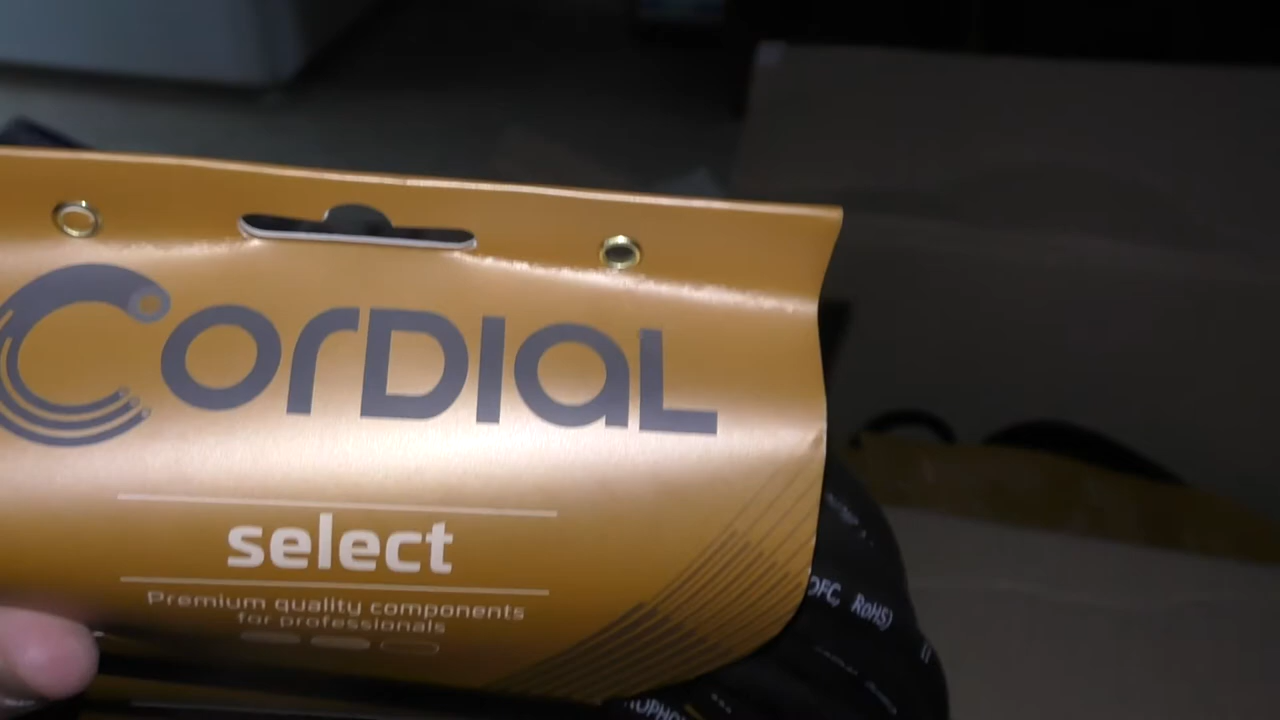 Cordial
select
Premium quality components
for professionals
OFC, RoHS)